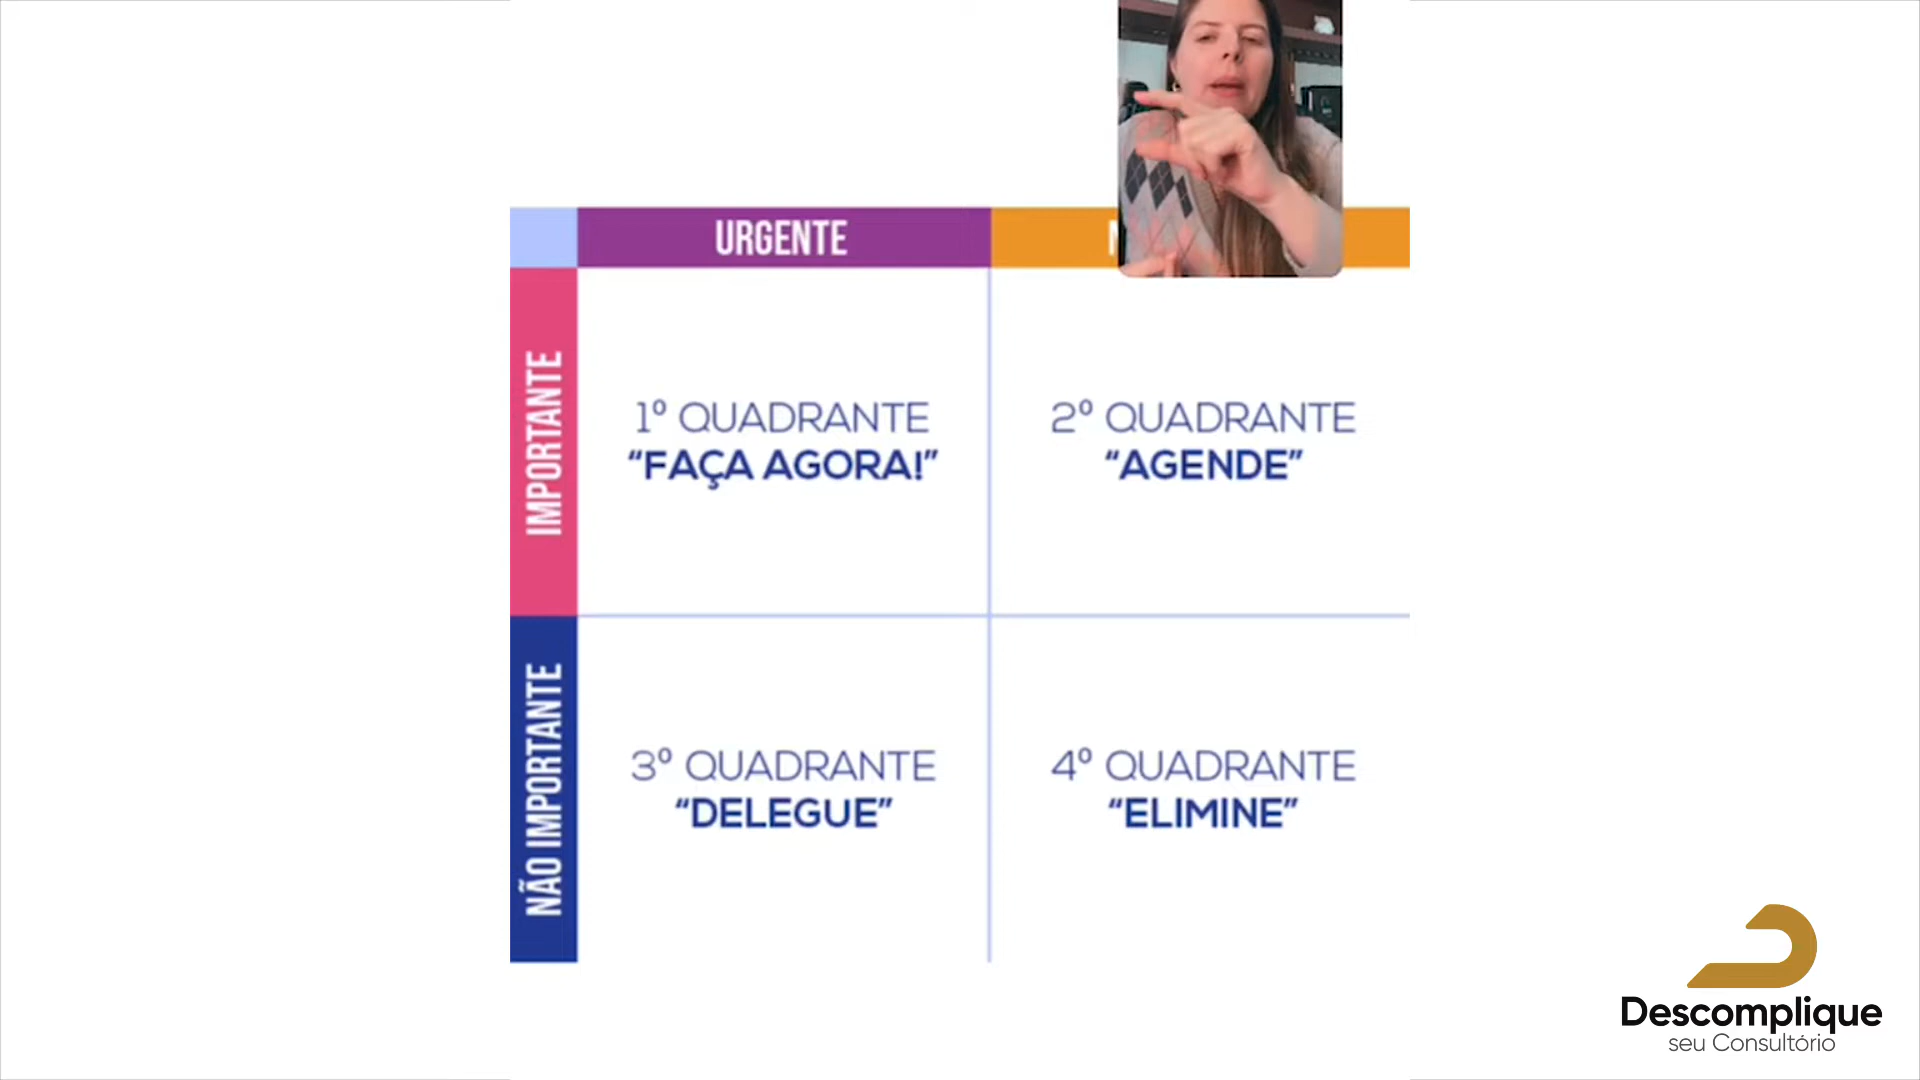 URGENTE
IMPORTANTE
1º QUADRANTE
“FAÇA AGORA!”
2º QUADRANTE
“AGENDE”
NÃO IMPORTANTE
3º QUADRANTE
“DELEGUE”
4º QUADRANTE
“ELIMINE”
Descomplique
seu Consultório